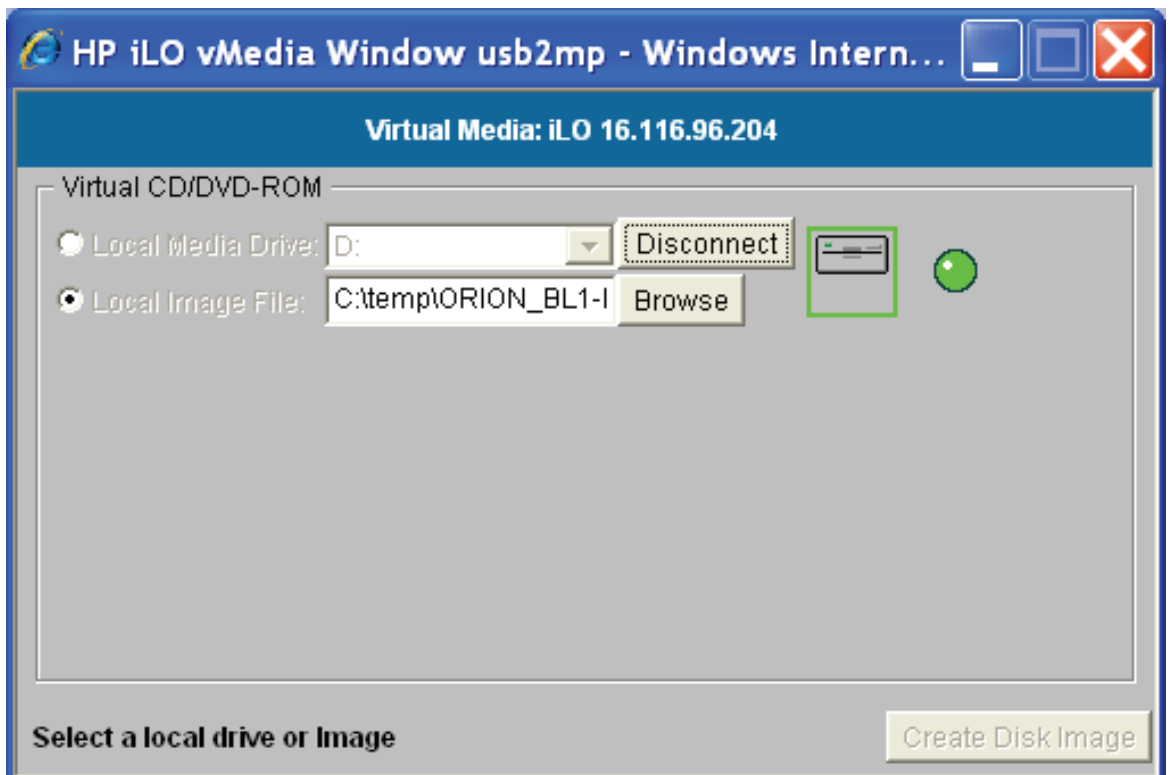 HP iLO vMedia Window usb2mp - Windows Intern...
Virtual Media: iLO 16.116.96.204
Virtual CD/DVD-ROM
Local Media Drive: D: Disconnect
Local Image File: C:\temp\ORION_BL1-I Browse
Select a local drive or Image Create Disk Image